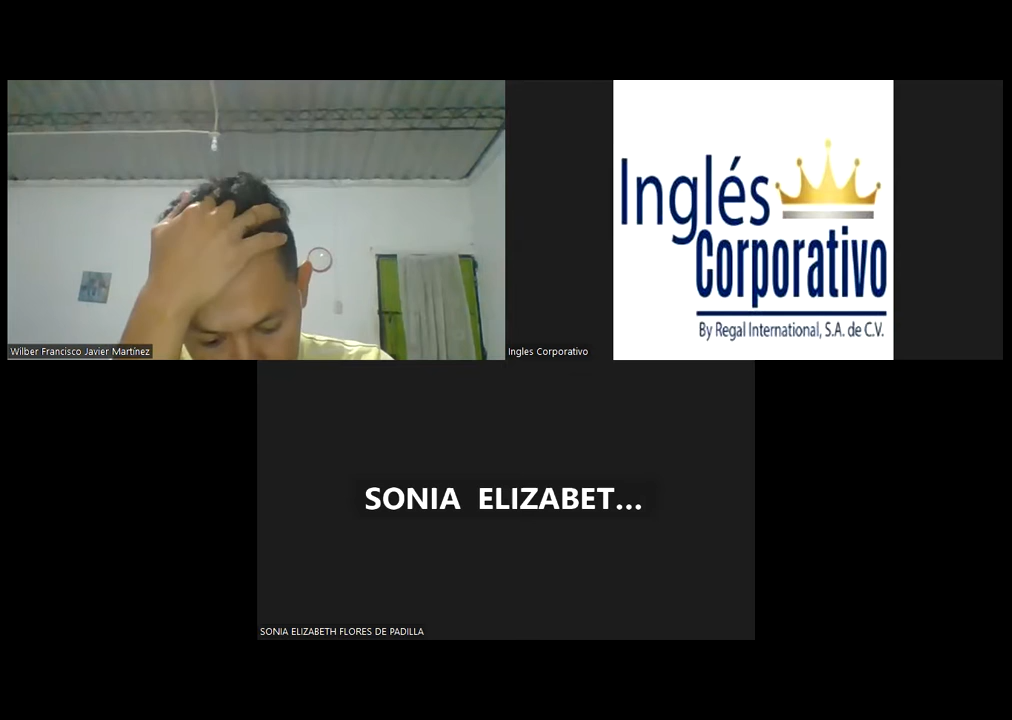 Inglés
Corporativo
By Regal International, S.A. de C.V.
Wilber Francisco Javier Martínez
Ingles Corporativo
SONIA ELIZABET...
SONIA ELIZABETH FLORES DE PADILLA